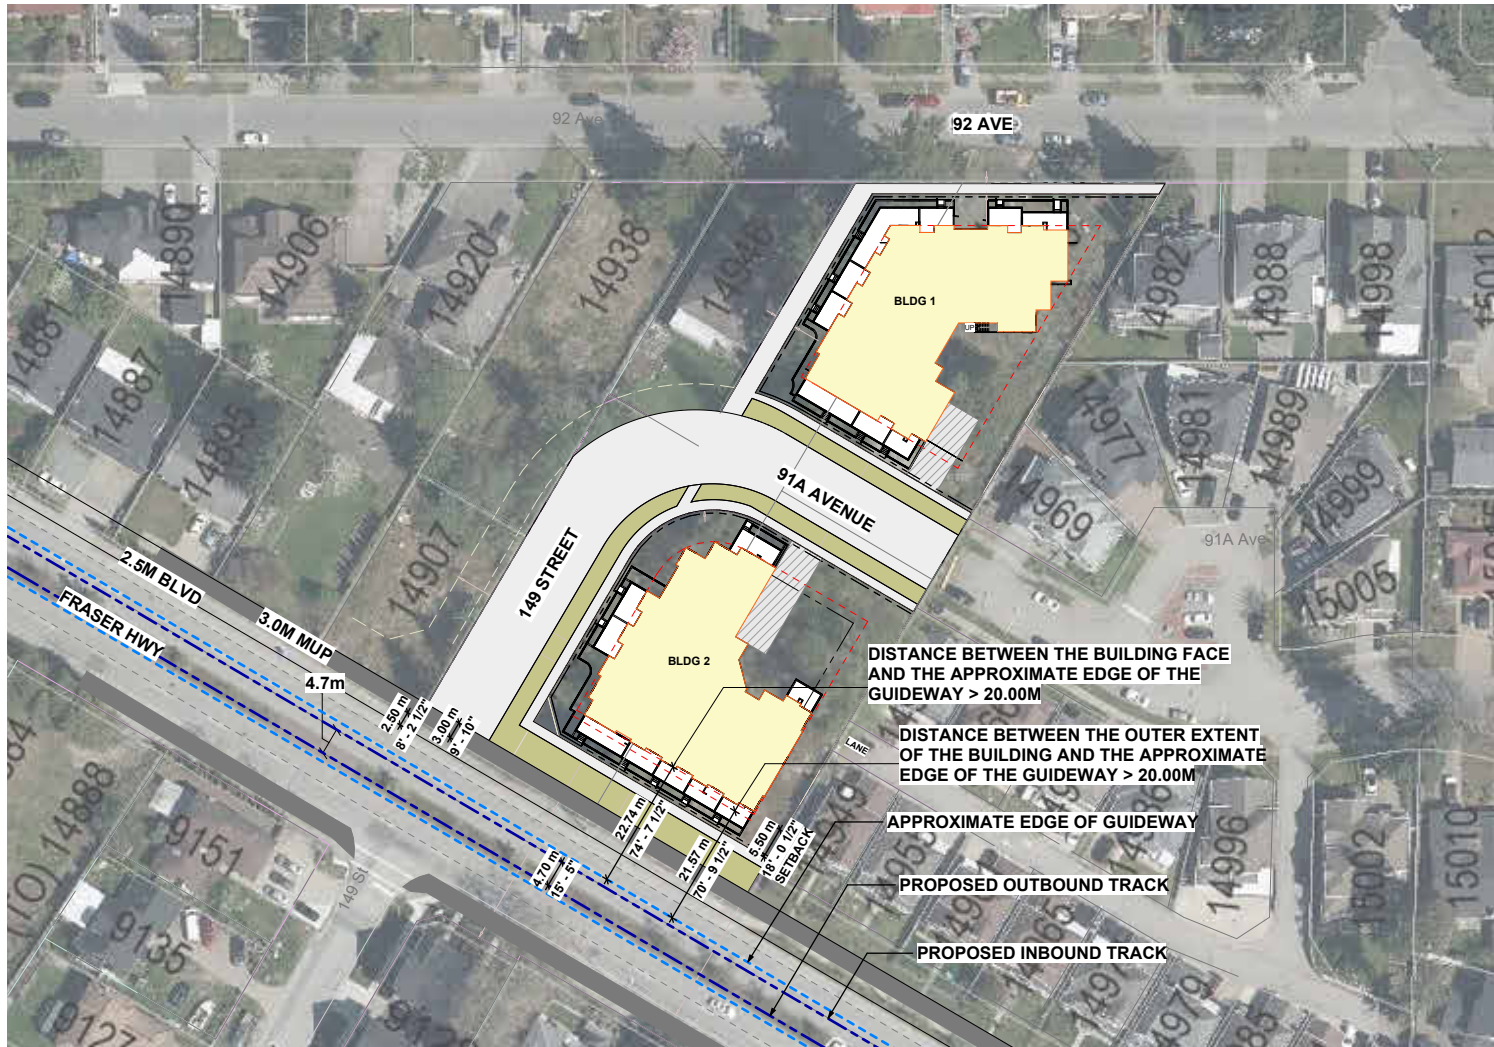 92 Ave
92 AVE
14890
14906
14920
14938
14946
14982
14988
14998
15012
14881
14887
14895
14907
BLDG 1
UP
14977
14981
14989
14999
14969
15005
91A Ave
91A AVENUE
149 STREET
2.5M BLVD
3.0M MUP
FRASER HWY
4.7m
2.50 m
8' - 2 1/2"
3.00 m
9' - 10"
BLDG 2
DISTANCE BETWEEN THE BUILDING FACE
AND THE APPROXIMATE EDGE OF THE
GUIDEWAY > 20.00M
DISTANCE BETWEEN THE OUTER EXTENT
OF THE BUILDING AND THE APPROXIMATE
EDGE OF THE GUIDEWAY > 20.00M
LANE
APPROXIMATE EDGE OF GUIDEWAY
PROPOSED OUTBOUND TRACK
PROPOSED INBOUND TRACK
22.74 m
74' - 7 1/2"
21.57 m
70' - 9 1/2"
5.50 m
18' - 0 1/2"
SETBACK
4.70 m
15' - 5"
149 St
14888
9151
9135
9127
14996
15002
15010
14979